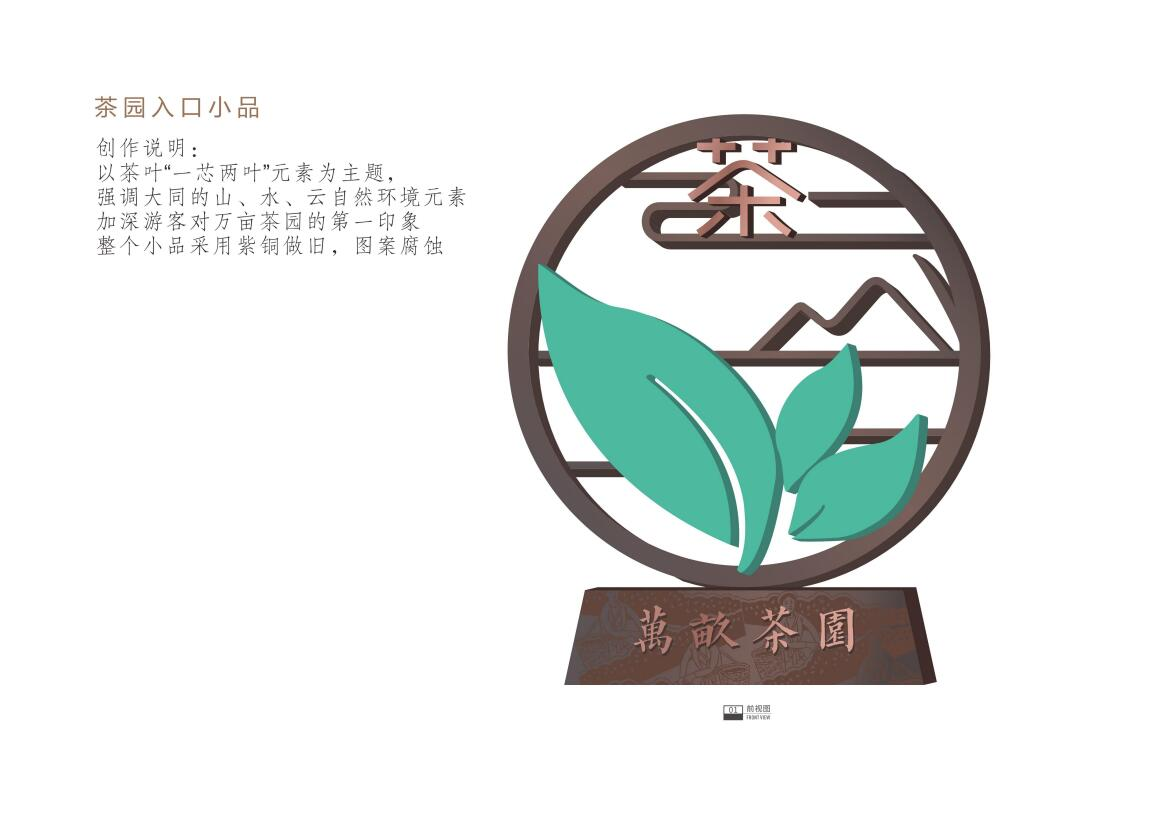 茶园入口小品
创作说明：
以茶叶“一芯两叶”元素为主题，
强调大同的山、水、云自然环境元素
加深游客对万亩茶园的第一印象
整个小品采用紫铜做旧，图案腐蚀
茶
萬畝茶園
01 前视图
FRONT VIEW